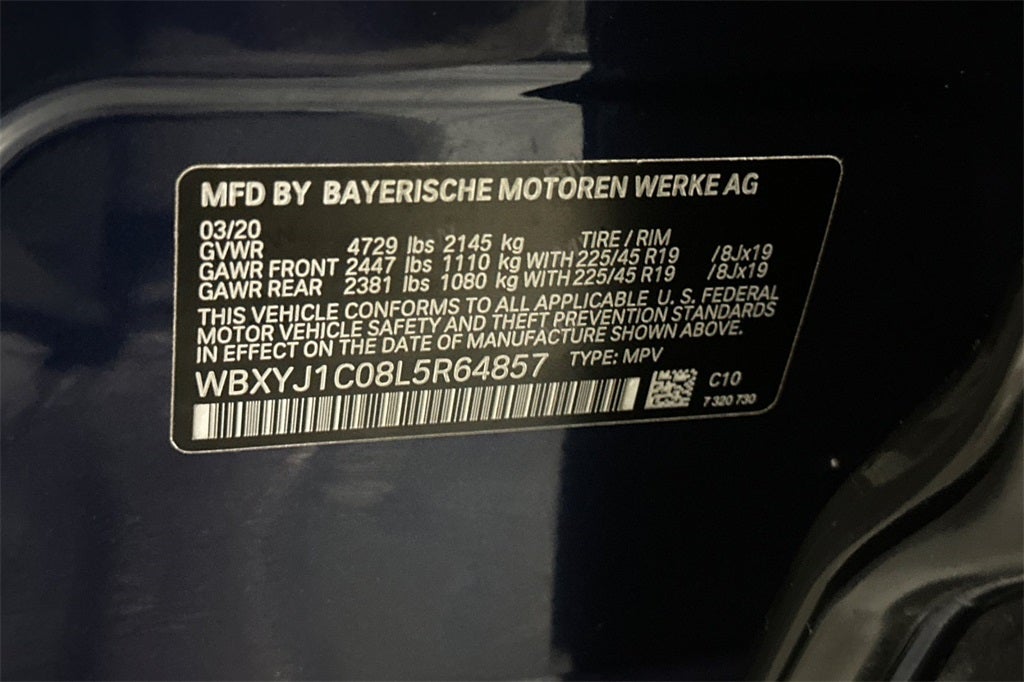 MFD BY BAYERISCHE MOTOREN WERKE AG
03/20 TIRE / RIM
GVWR 4729 lbs 2145 kg
GAWR FRONT 2447 lbs 1110 kg WITH 225/45 R19 /8Jx19
GAWR REAR 2381 lbs 1080 kg WITH 225/45 R19 /8Jx19
THIS VEHICLE CONFORMS TO ALL APPLICABLE U. S. FEDERAL
MOTOR VEHICLE SAFETY AND THEFT PREVENTION STANDARDS
IN EFFECT ON THE DATE OF MANUFACTURE SHOWN ABOVE.
WBXYJ1C08L5R64857 TYPE: MPV
C10
7 320 730